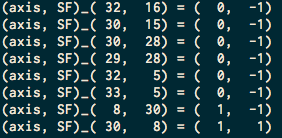 (axis, SF)_( 32,  16) = (  0,  -1)
(axis, SF)_( 30,  15) = (  0,  -1)
(axis, SF)_( 30,  28) = (  0,  -1)
(axis, SF)_( 29,  28) = (  0,  -1)
(axis, SF)_( 32,   5) = (  0,  -1)
(axis, SF)_( 33,   5) = (  0,  -1)
(axis, SF)_(  8,  30) = (  1,  -1)
(axis, SF)_( 30,   8) = (  1,   1)